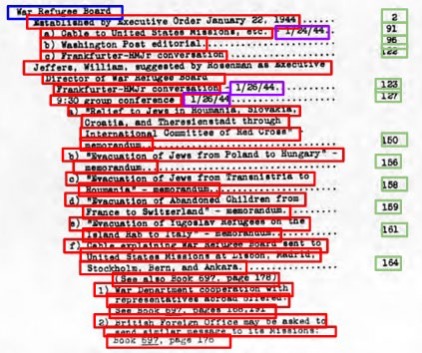 War Refugee Board
Established by Executive Order January 22, 1944...... 2
a) Cable to United States Missions, etc. 1/24/44. 91
b) Washington Post editorial 96
c) Frankfurter-HMJr conversation 122
Jeffers, William, suggested by Rosenman as Executive
Director of War Refugee Board
Frankfurter-HMJr conversation 1/26/44. 123
9:30 group conference 1/26/44 127
a) "Relief to Jews in Roumania, Slovakia,
Croatia, and Theresienstadt through
International Committee of Red Cross" -
memorandum 150
b) "Evacuation of Jews from Poland to Hungary" -
memorandum 156
c) "Evacuation of Jews from Transnistria to
Roumania" - memorandum 158
d) "Evacuation of Abandoned Children from
France to Switzerland" - memorandum 159
e) "Evacuation of Yugoslav Refugees on the
Island Rab to Italy" - memorandum 161
f) Cable explaining War Refugee Board sent to
United States Missions at Lisbon, Madrid,
Stockholm, Bern, and Ankara 164
(See also Book 697, page 178)
1) War Department cooperation with
representatives abroad offered:
See Book 697, pages 188,191
2) British Foreign Office may be asked to
send similar message to its Missions:
Book 697, page 178